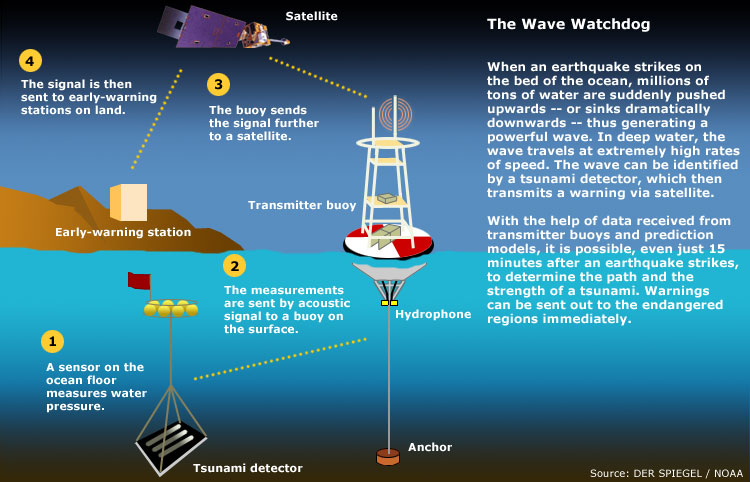 The Wave Watchdog
When an earthquake strikes on
the bed of the ocean, millions of
tons of water are suddenly pushed
upwards -- or sinks dramatically
downwards -- thus generating a
powerful wave. In deep water, the
wave travels at extremely high rates
of speed. The wave can be identified
by a tsunami detector, which then
transmits a warning via satellite.
With the help of data received from
transmitter buoys and prediction
models, it is possible, even just 15
minutes after an earthquake strikes,
to determine the path and the
strength of a tsunami. Warnings
can be sent out to the endangered
regions immediately.
Satellite
4
The signal is then
sent to early-warning
stations on land.
3
The buoy sends
the signal further
to a satellite.
Transmitter buoy
Early-warning station
2
The measurements
are sent by acoustic
signal to a buoy on
the surface.
Hydrophone
1
A sensor on the
ocean floor
measures water
pressure.
Anchor
Tsunami detector
Source: DER SPIEGEL / NOAA